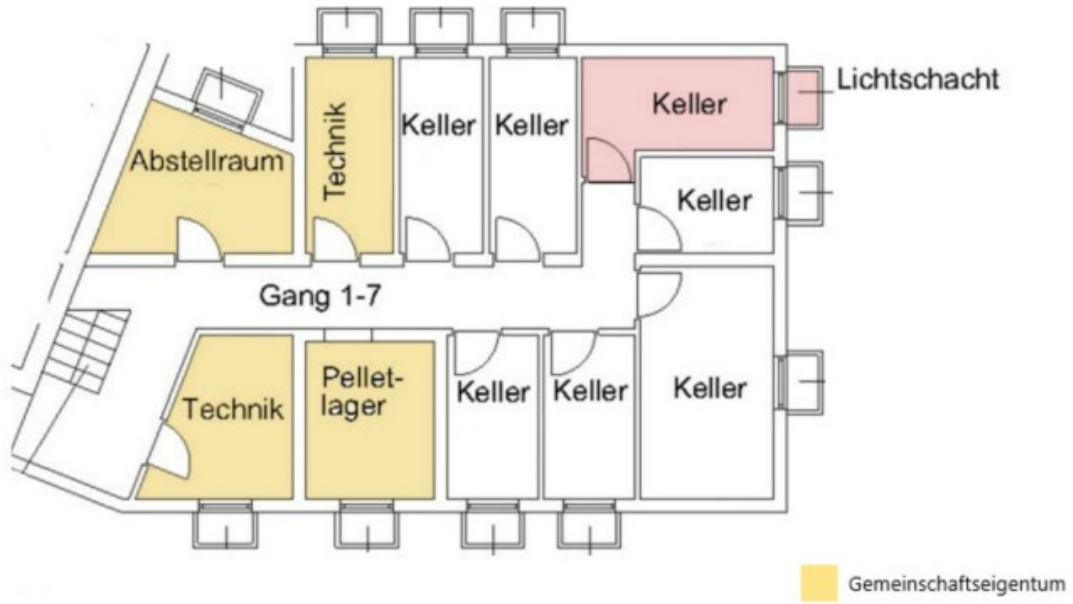 Lichtschacht
Keller
Technik
Keller
Keller
Abstellraum
Keller
Gang 1-7
Pellet-
lager
Technik
Keller
Keller
Keller
Gemeinschaftseigentum